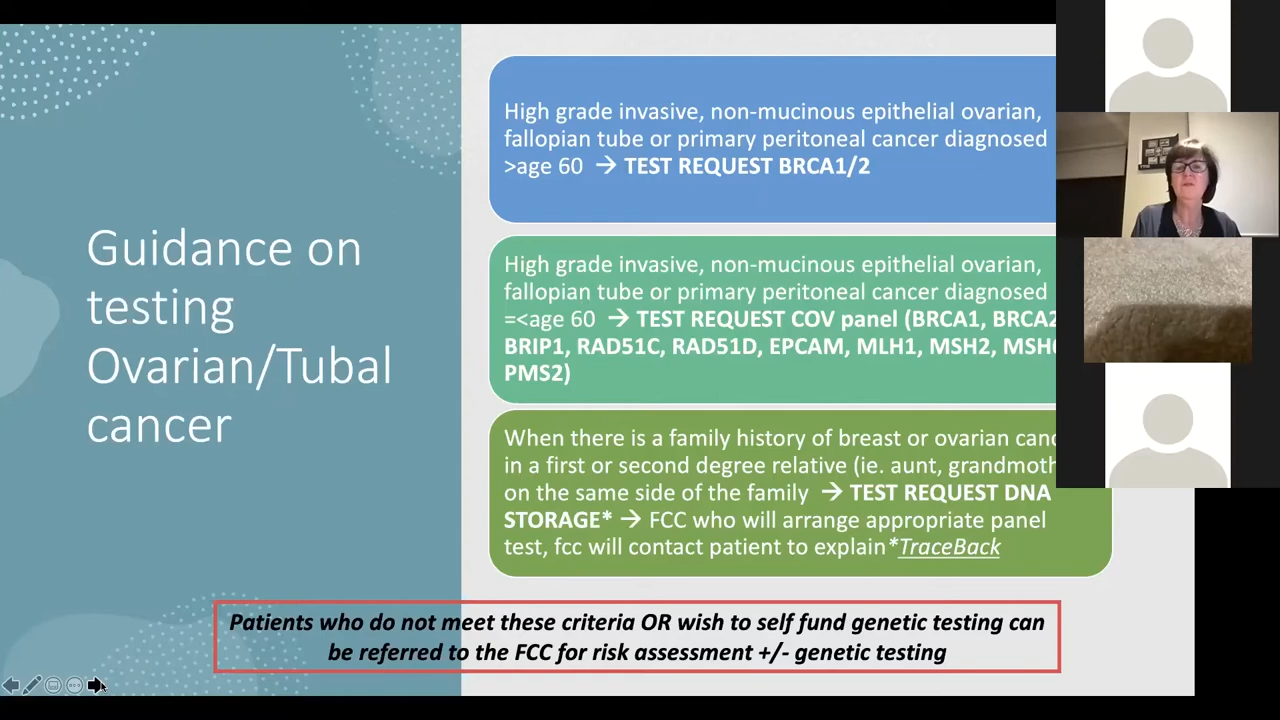 Guidance on
testing
Ovarian/Tubal
cancer
High grade invasive, non-mucinous epithelial ovarian,
fallopian tube or primary peritoneal cancer diagnosed
>age 60 → TEST REQUEST BRCA1/2
High grade invasive, non-mucinous epithelial ovarian,
fallopian tube or primary peritoneal cancer diagnosed
=<age 60 → TEST REQUEST COV panel (BRCA1, BRCA2
BRIP1, RAD51C, RAD51D, EPCAM, MLH1, MSH2,
PMS2)
When there is a family history of breast or ovarian
in a first or second degree relative (ie. aunt,
on the same side of the family → TEST REQUEST DNA
STORAGE* → FCC who will arrange appropriate panel
test, fcc will contact patient to explain*TraceBack
Patients who do not meet these criteria OR wish to self fund genetic testing can
be referred to the FCC for risk assessment +/- genetic testing